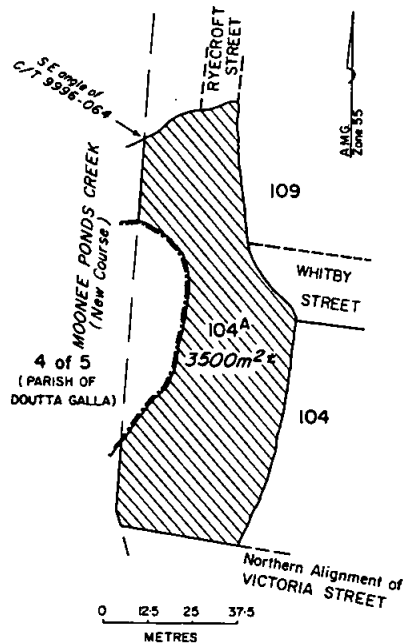 RYECROFT
STREET
SE angle of
C/T 9996-064
A.M.G.
Zone 55
109
MOONEE PONDS CREEK
(New Course)
WHITBY
STREET
104A
3500m²±
4 of 5
(PARISH OF
DOUTTA GALLA)
104
Northern Alignment of
VICTORIA STREET
0 12·5 25 37·5
METRES